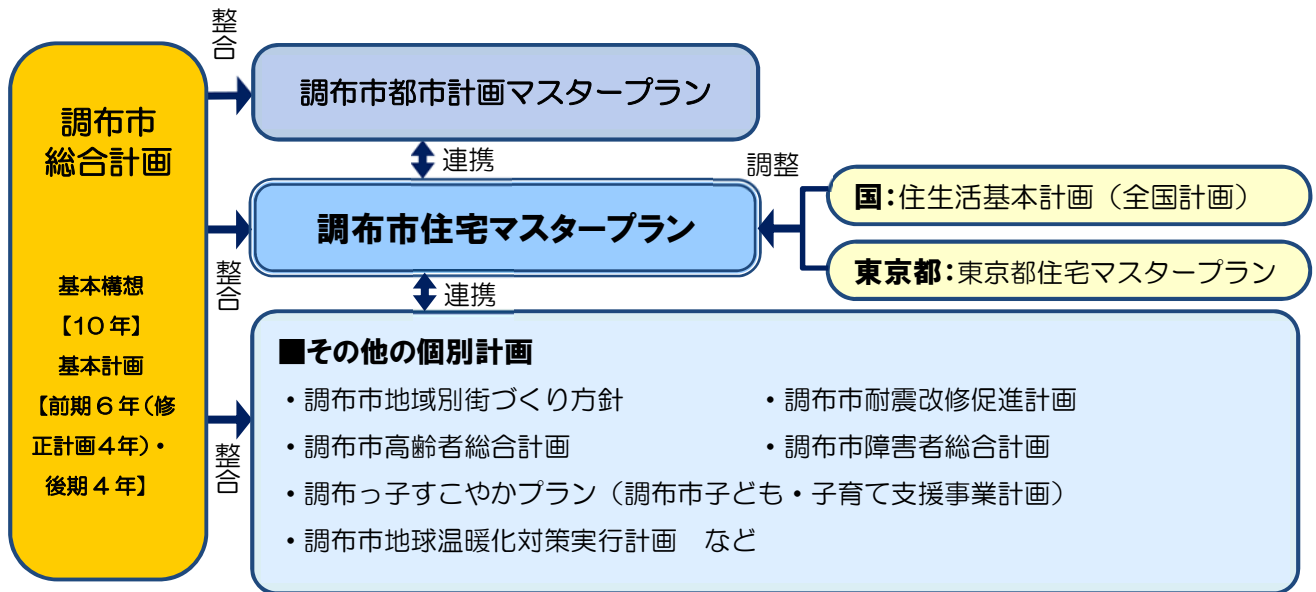 調布市
総合計画
基本構想
【10年】
基本計画
【前期6年(修
正計画4年)・
後期4年】
整合
調布市都市計画マスタープラン
連携
整合
調布市住宅マスタープラン
調整
国:住生活基本計画(全国計画)
東京都:東京都住宅マスタープラン
連携
整合
■その他の個別計画
・調布市地域別街づくり方針 ・調布市耐震改修促進計画
・調布市高齢者総合計画 ・調布市障害者総合計画
・調布っ子すこやかプラン(調布市子ども・子育て支援事業計画)
・調布市地球温暖化対策実行計画 など